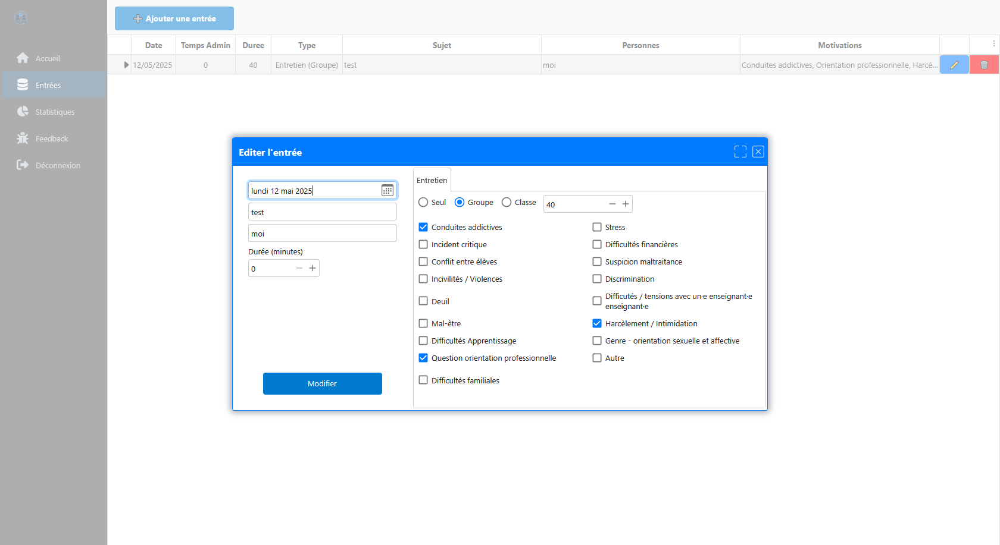 Ajouter une entrée
Accueil
Entrées
Statistiques
Feedback
Déconnexion
Date Temps Admin Duree Type Sujet Personnes Motivations
12/05/2025 0 40 Entretien (Groupe) test moi Conduites addictives, Orientation professionnelle, Harcè...
Editer l'entrée
lundi 12 mai 2025
test
moi
Durée (minutes)
0
Modifier
Entretien
Seul Groupe Classe 40
Conduites addictives
Incident critique
Conflit entre élèves
Incivilités / Violences
Deuil
Mal-être
Difficultés Apprentissage
Question orientation professionnelle
Difficultés familiales
Stress
Difficultés financières
Suspicion maltraitance
Discrimination
Difficutés / tensions avec un·e enseignant·e
enseignant·e
Harcèlement / Intimidation
Genre - orientation sexuelle et affective
Autre